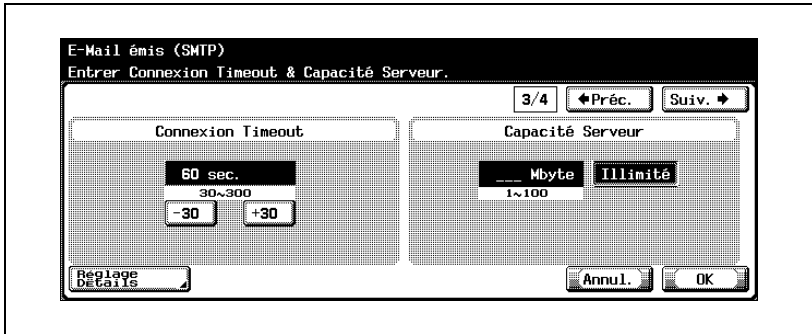 E-Mail émis (SMTP)
Entrer Connexion Timeout & Capacité Serveur.
3/4 Préc. Suiv.
Connexion Timeout
60 sec.
30~300
-30 +30
Capacité Serveur
___ Mbyte Illimité
1~100
Réglage
Détails
Annul. OK